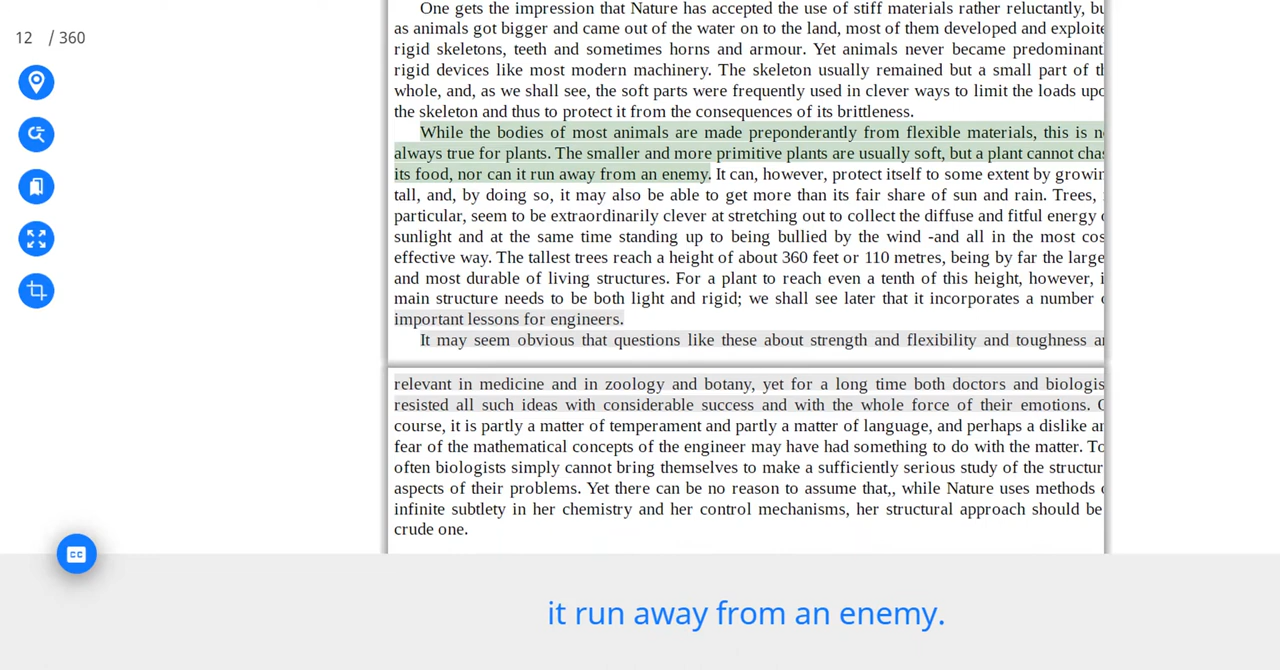 12 / 360
One gets the impression that Nature has accepted the use of stiff materials rather reluctantly, bu
as animals got bigger and came out of the water on to the land, most of them developed and exploite
rigid skeletons, teeth and sometimes horns and armour. Yet animals never became predominant
rigid devices like most modern machinery. The skeleton usually remained but a small part of th
whole, and, as we shall see, the soft parts were frequently used in clever ways to limit the loads upo
the skeleton and thus to protect it from the consequences of its brittleness.
While the bodies of most animals are made preponderantly from flexible materials, this is n
always true for plants. The smaller and more primitive plants are usually soft, but a plant cannot chas
its food, nor can it run away from an enemy. It can, however, protect itself to some extent by growin
tall, and, by doing so, it may also be able to get more than its fair share of sun and rain. Trees,
particular, seem to be extraordinarily clever at stretching out to collect the diffuse and fitful energy
sunlight and at the same time standing up to being bullied by the wind -and all in the most cos
effective way. The tallest trees reach a height of about 360 feet or 110 metres, being by far the large
and most durable of living structures. For a plant to reach even a tenth of this height, however, i
main structure needs to be both light and rigid; we shall see later that it incorporates a number
important lessons for engineers.
It may seem obvious that questions like these about strength and flexibility and toughness a
relevant in medicine and in zoology and botany, yet for a long time both doctors and biologis
resisted all such ideas with considerable success and with the whole force of their emotions. O
course, it is partly a matter of temperament and partly a matter of language, and perhaps a dislike an
fear of the mathematical concepts of the engineer may have had something to do with the matter. To
often biologists simply cannot bring themselves to make a sufficiently serious study of the structur
aspects of their problems. Yet there can be no reason to assume that,, while Nature uses methods
infinite subtlety in her chemistry and her control mechanisms, her structural approach should be
crude one.
CC
it run away from an enemy.